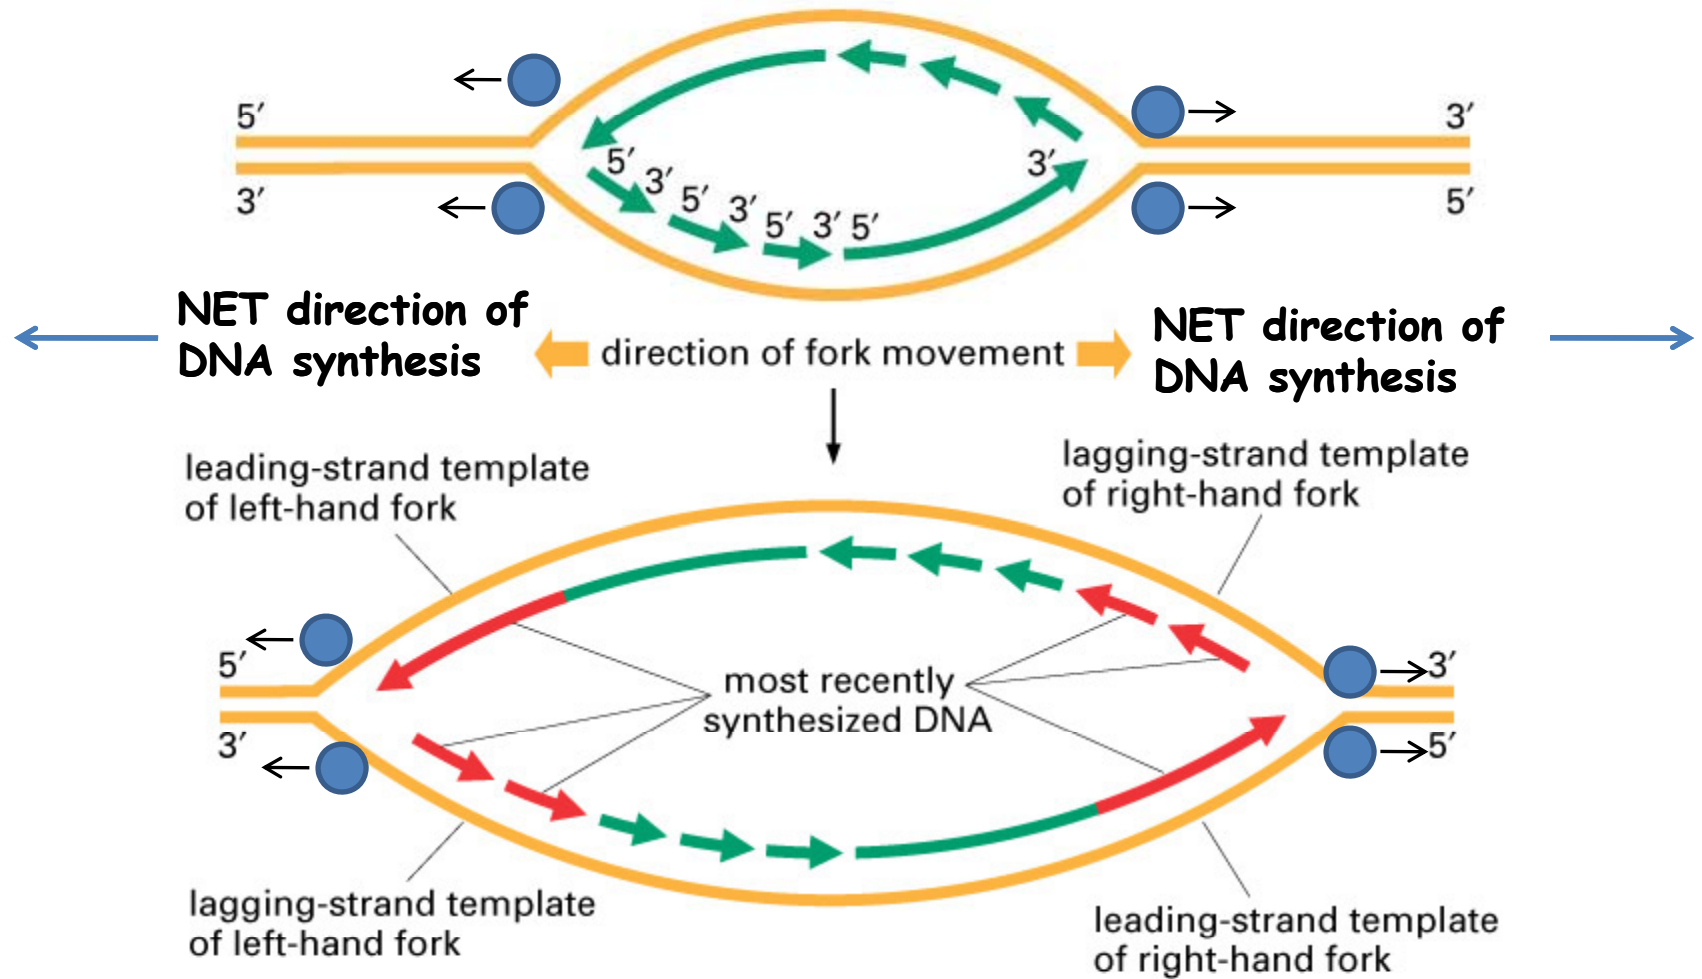 5′
3′
3′
5′
5′
3′
5′
3′
5′
3′
5′
3′
NET direction of
DNA synthesis
direction of fork movement
NET direction of
DNA synthesis
leading-strand template
of left-hand fork
lagging-strand template
of right-hand fork
5′
3′
most recently
synthesized DNA
3′
5′
lagging-strand template
of left-hand fork
leading-strand template
of right-hand fork